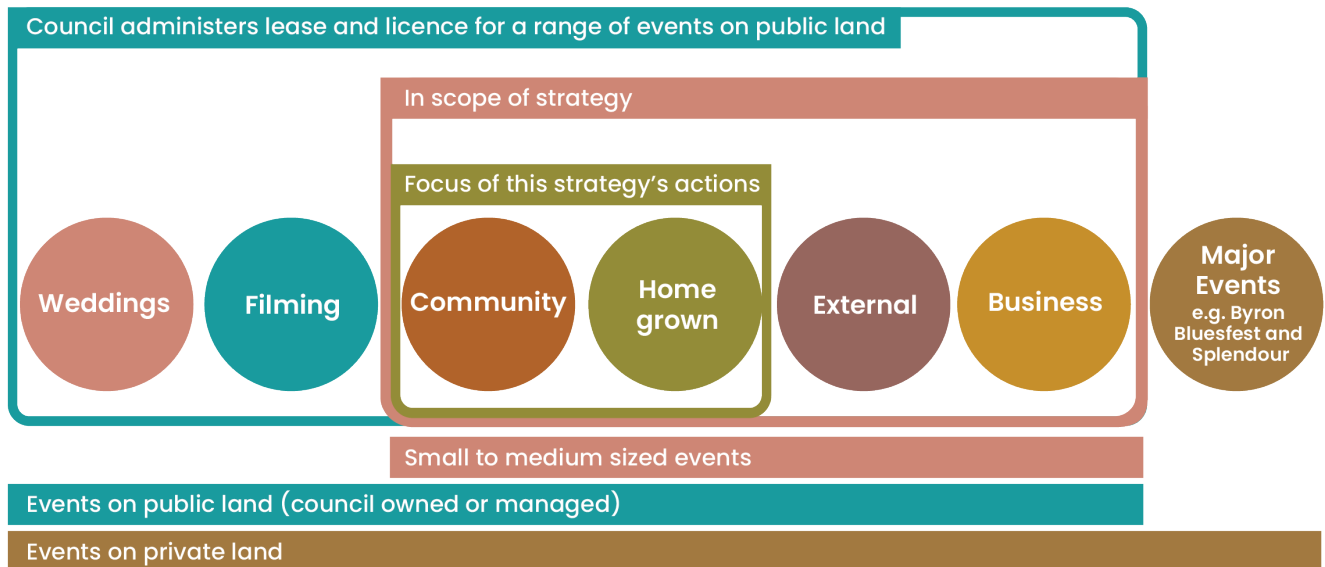 Council administers lease and licence for a range of events on public land
In scope of strategy
Focus of this strategy’s actions
Weddings
Filming
Community
Home
grown
External
Business
Major
Events
e.g. Byron
Bluesfest and
Splendour
Small to medium sized events
Events on public land (council owned or managed)
Events on private land